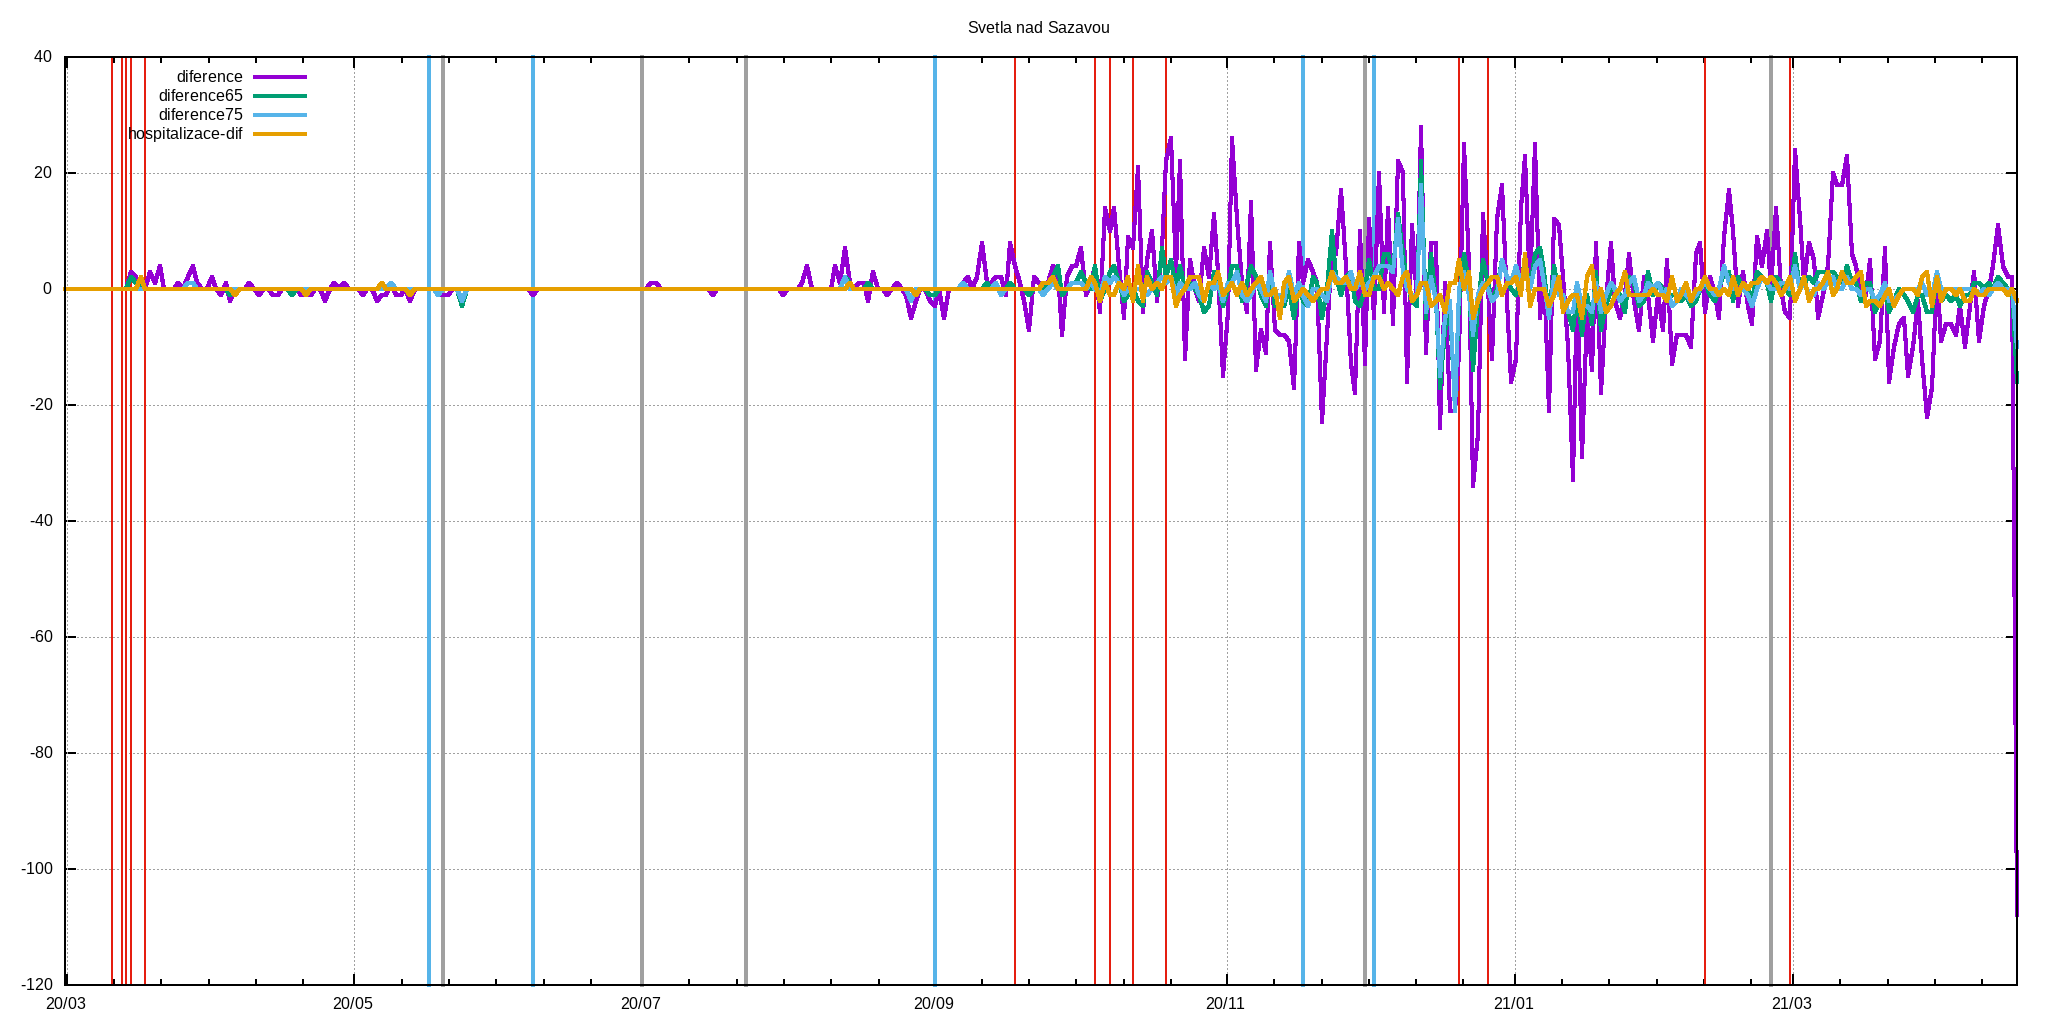 Svetla nad Sazavou
40
20
0
-20
-40
-60
-80
-100
-120
diference
diference65
diference75
hospitalizace-dif
20/03 20/05 20/07 20/09 20/11 21/01 21/03